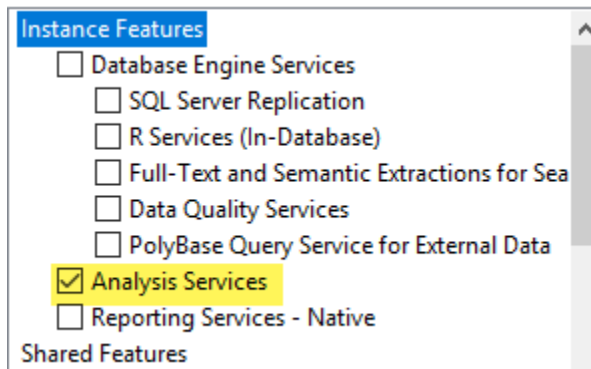 Instance Features
Database Engine Services
SQL Server Replication
R Services (In-Database)
Full-Text and Semantic Extractions for Sea
Data Quality Services
PolyBase Query Service for External Data
Analysis Services
Reporting Services - Native
Shared Features